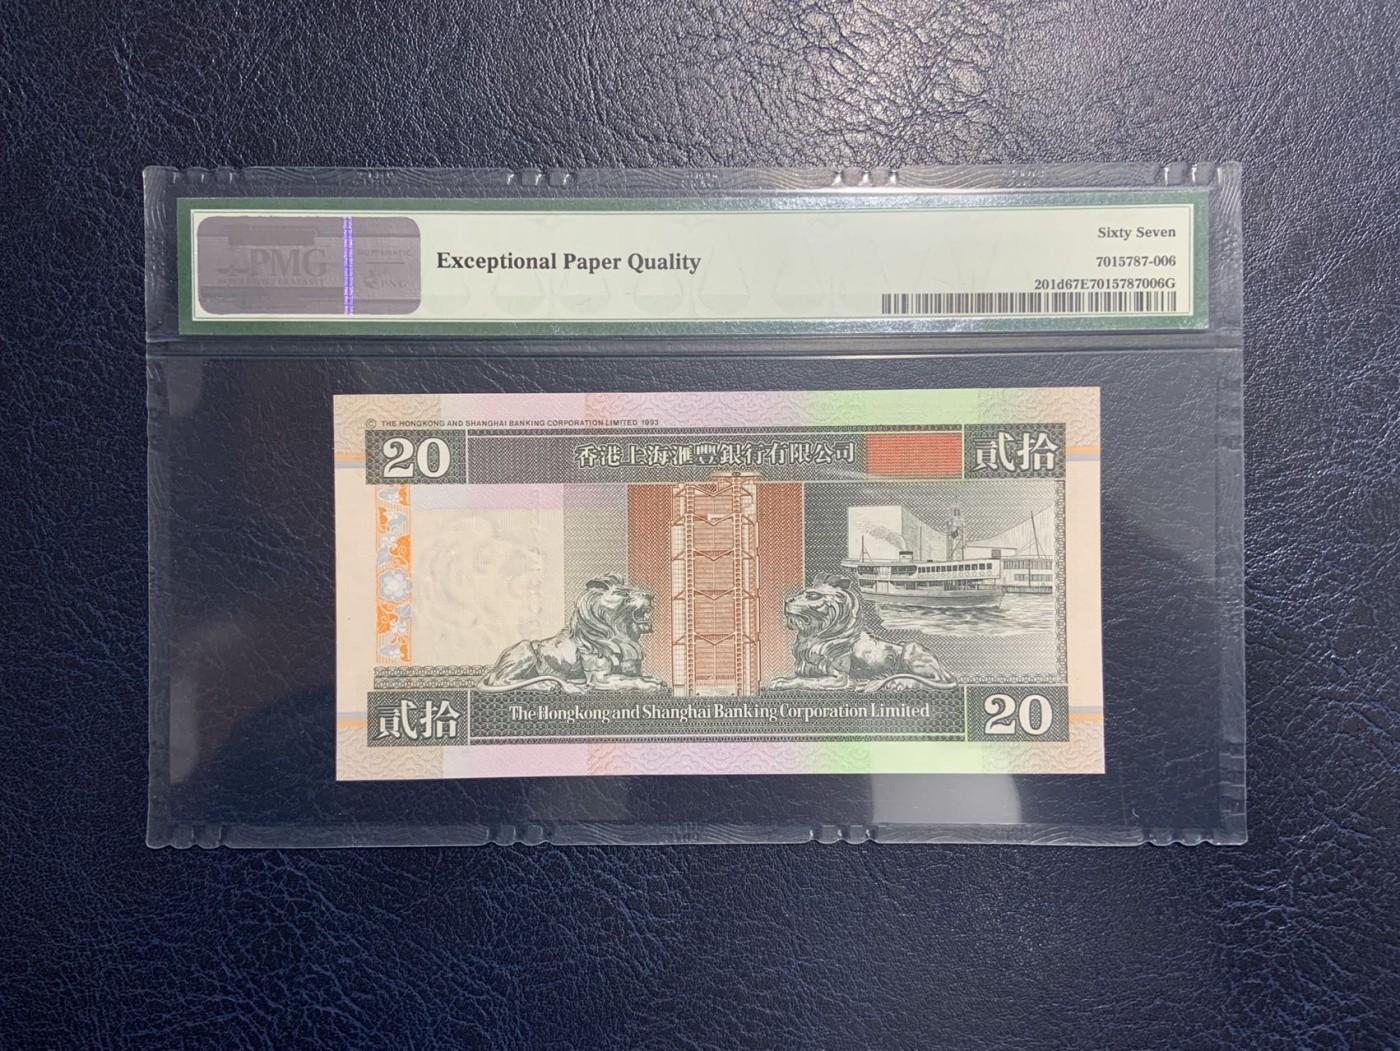 PMG
Exceptional Paper Quality
Sixty Seven
7015787-006
201d67E7015787006G
© THE HONGKONG AND SHANGHAI BANKING CORPORATION LIMITED 1993
20
香港上海滙豐銀行有限公司
貳拾
貳拾
The Hongkong and Shanghai Banking Corporation Limited
20